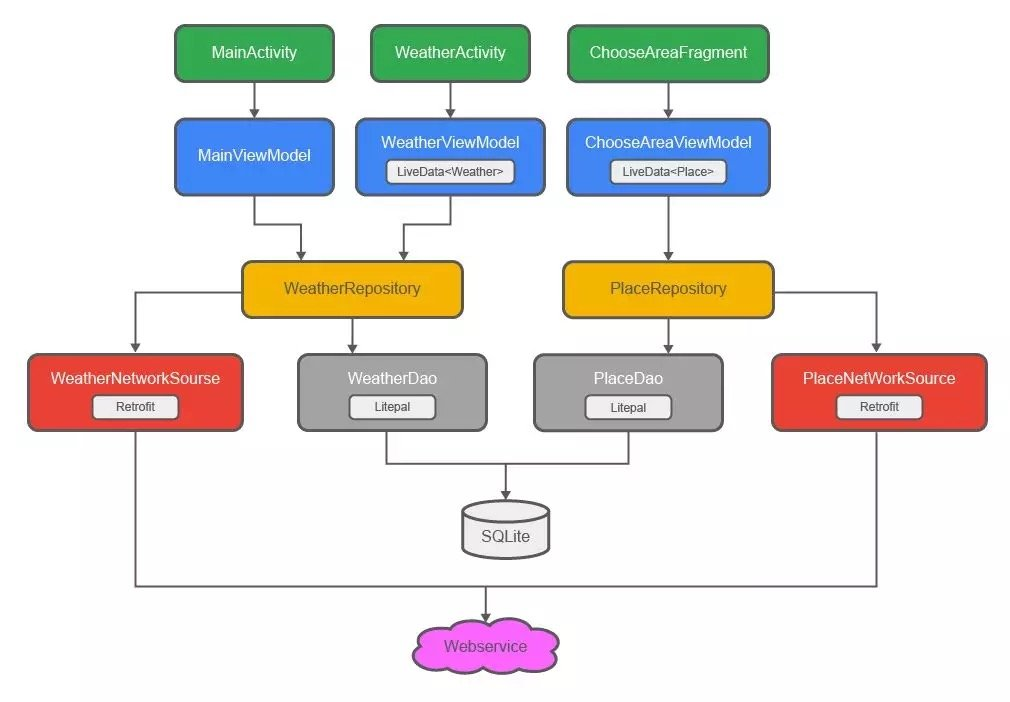 MainActivity
WeatherActivity
ChooseAreaFragment
MainViewModel
WeatherViewModel
LiveData<Weather>
ChooseAreaViewModel
LiveData<Place>
WeatherRepository
PlaceRepository
WeatherNetworkSourse
Retrofit
WeatherDao
Litepal
PlaceDao
Litepal
PlaceNetWorkSource
Retrofit
SQLite
Webservice